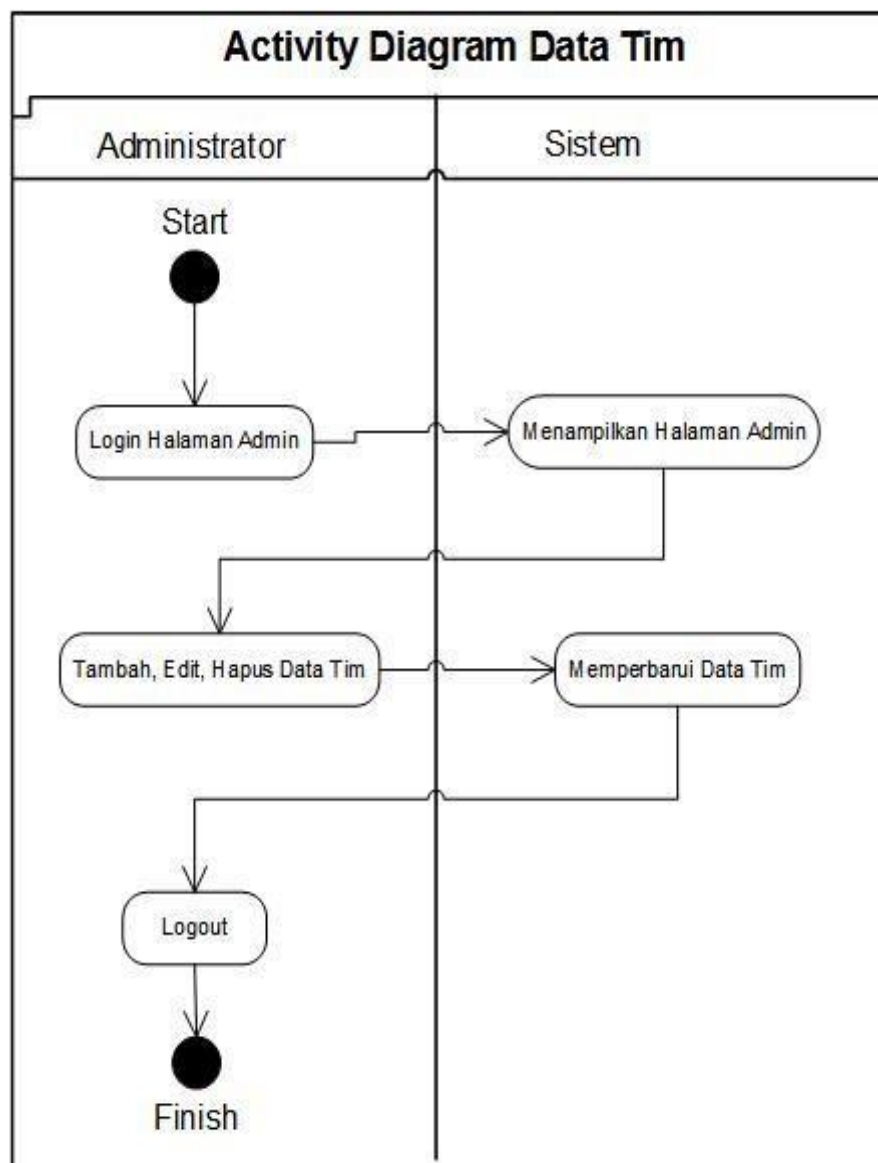 Activity Diagram Data Tim
Administrator
Sistem
Start
Login Halaman Admin
Menampilkan Halaman Admin
Tambah, Edit, Hapus Data Tim
Memperbarui Data Tim
Logout
Finish